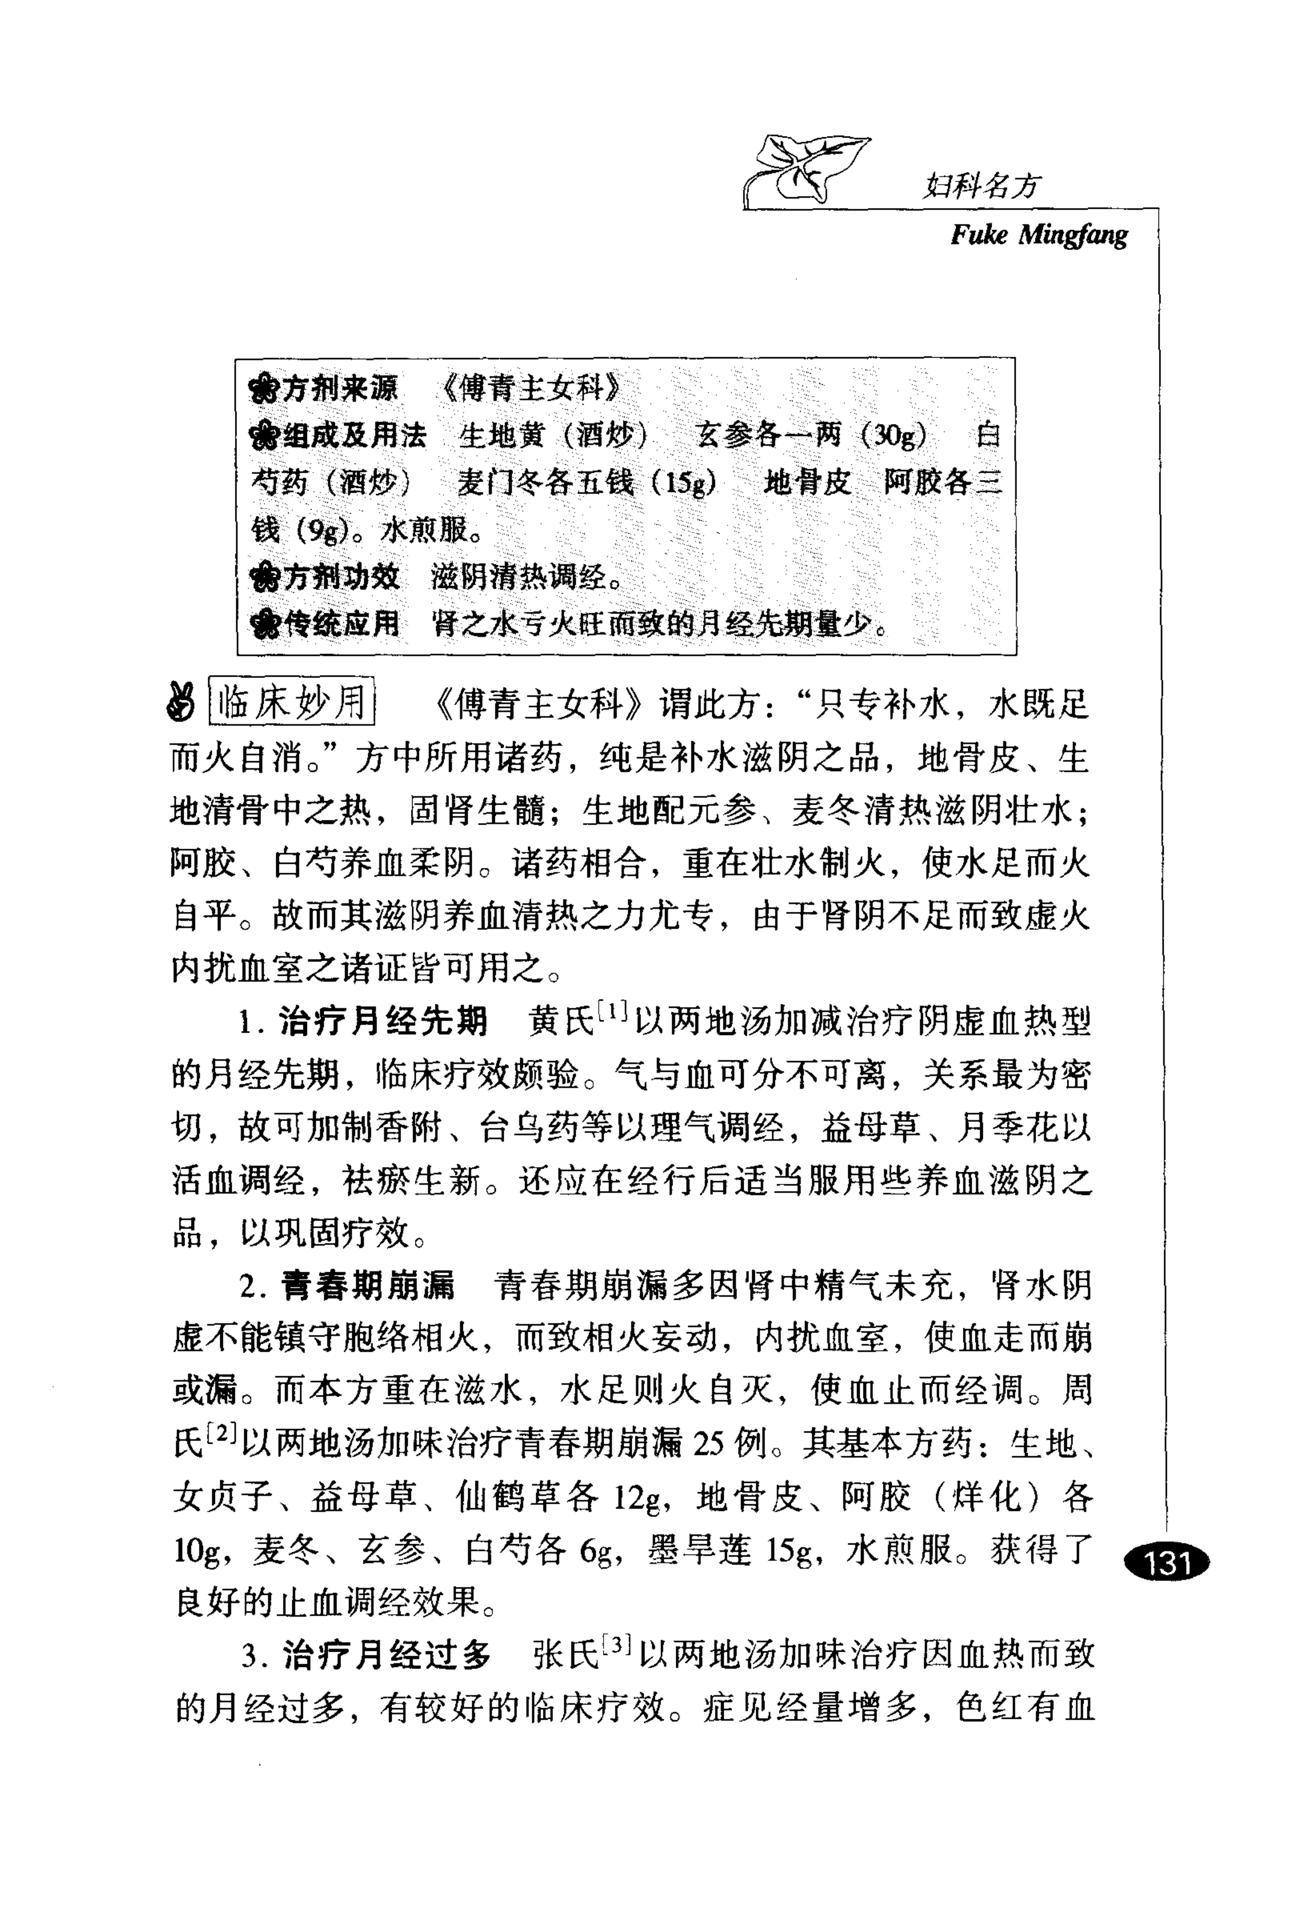 妇科名方
Fuke Mingfang
方剂来源 《傅青主女科》
组成及用法 生地黄（酒炒） 玄参各一两（30g） 白
芍药（酒炒） 麦门冬各五钱（15g） 地骨皮 阿胶各三
钱（9g）。水煎服。
方剂功效 滋阴清热调经。
传统应用 肾之水亏火旺而致的月经先期量少。
临床妙用 《傅青主女科》谓此方：“只专补水，水既足
而火自消。”方中所用诸药，纯是补水滋阴之品，地骨皮、生
地清骨中之热，固肾生髓；生地配元参、麦冬清热滋阴壮水；
阿胶、白芍养血柔阴。诸药相合，重在壮水制火，使水足而火
自平。故而其滋阴养血清热之力尤专，由于肾阴不足而致虚火
内扰血室之诸证皆可用之。
1. 治疗月经先期 黄氏[1]以两地汤加减治疗阴虚血热型
的月经先期，临床疗效颇验。气与血可分不可离，关系最为密
切，故可加制香附、台乌药等以理气调经，益母草、月季花以
活血调经，祛瘀生新。还应在经行后适当服用些养血滋阴之
品，以巩固疗效。
2. 青春期崩漏 青春期崩漏多因肾中精气未充，肾水阴
虚不能镇守胞络相火，而致相火妄动，内扰血室，使血走而崩
或漏。而本方重在滋水，水足则火自灭，使血止而经调。周
氏[2]以两地汤加味治疗青春期崩漏 25 例。其基本方药：生地、
女贞子、益母草、仙鹤草各 12g，地骨皮、阿胶（烊化）各
10g，麦冬、玄参、白芍各 6g，墨旱莲 15g，水煎服。获得了
良好的止血调经效果。
3. 治疗月经过多 张氏[3]以两地汤加味治疗因血热而致
的月经过多，有较好的临床疗效。症见经量增多，色红有血
131